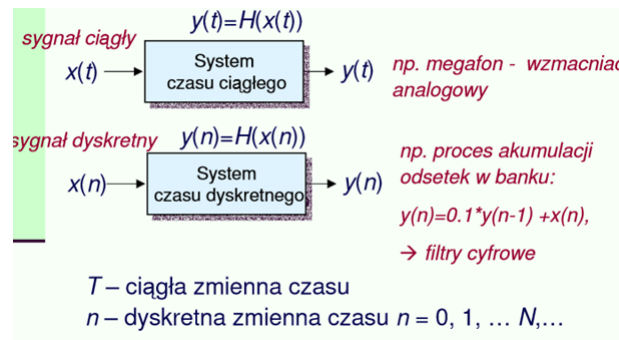 y(t)=H(x(t))
sygnał ciągły
x(t)
System
czasu ciągłego
y(t)
np. megafon - wzmacniac
analogowy
sygnał dyskretny
y(n)=H(x(n))
x(n)
System
czasu dyskretnego
y(n)
np. proces akumulacji
odsetek w banku:
y(n)=0.1*y(n-1) +x(n),
→ filtry cyfrowe
T – ciągła zmienna czasu
n – dyskretna zmienna czasu n = 0, 1, … N,…